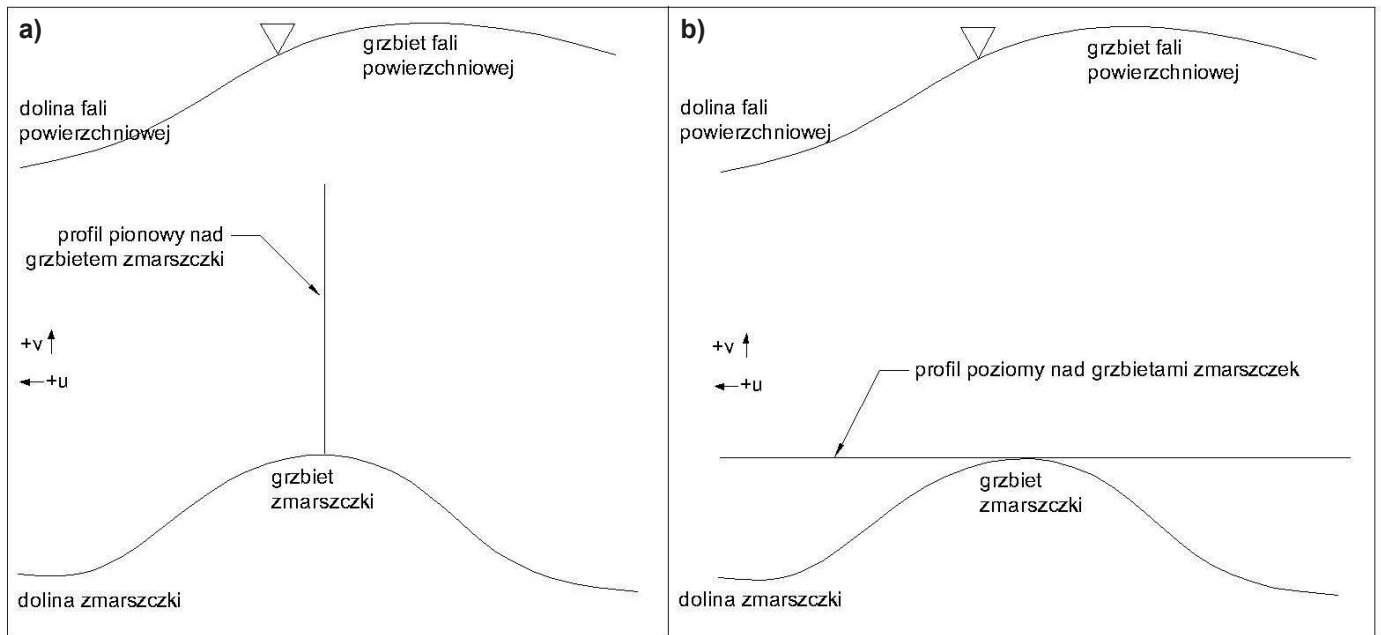 a)
grzbiet fali
powierzchniowej
dolina fali
powierzchniowej
profil pionowy nad
grzbietem zmarszczki
+v
+u
grzbiet
zmarszczki
dolina zmarszczki
b)
grzbiet fali
powierzchniowej
dolina fali
powierzchniowej
+v
+u
profil poziomy nad grzbietami zmarszczek
grzbiet
zmarszczki
dolina zmarszczki